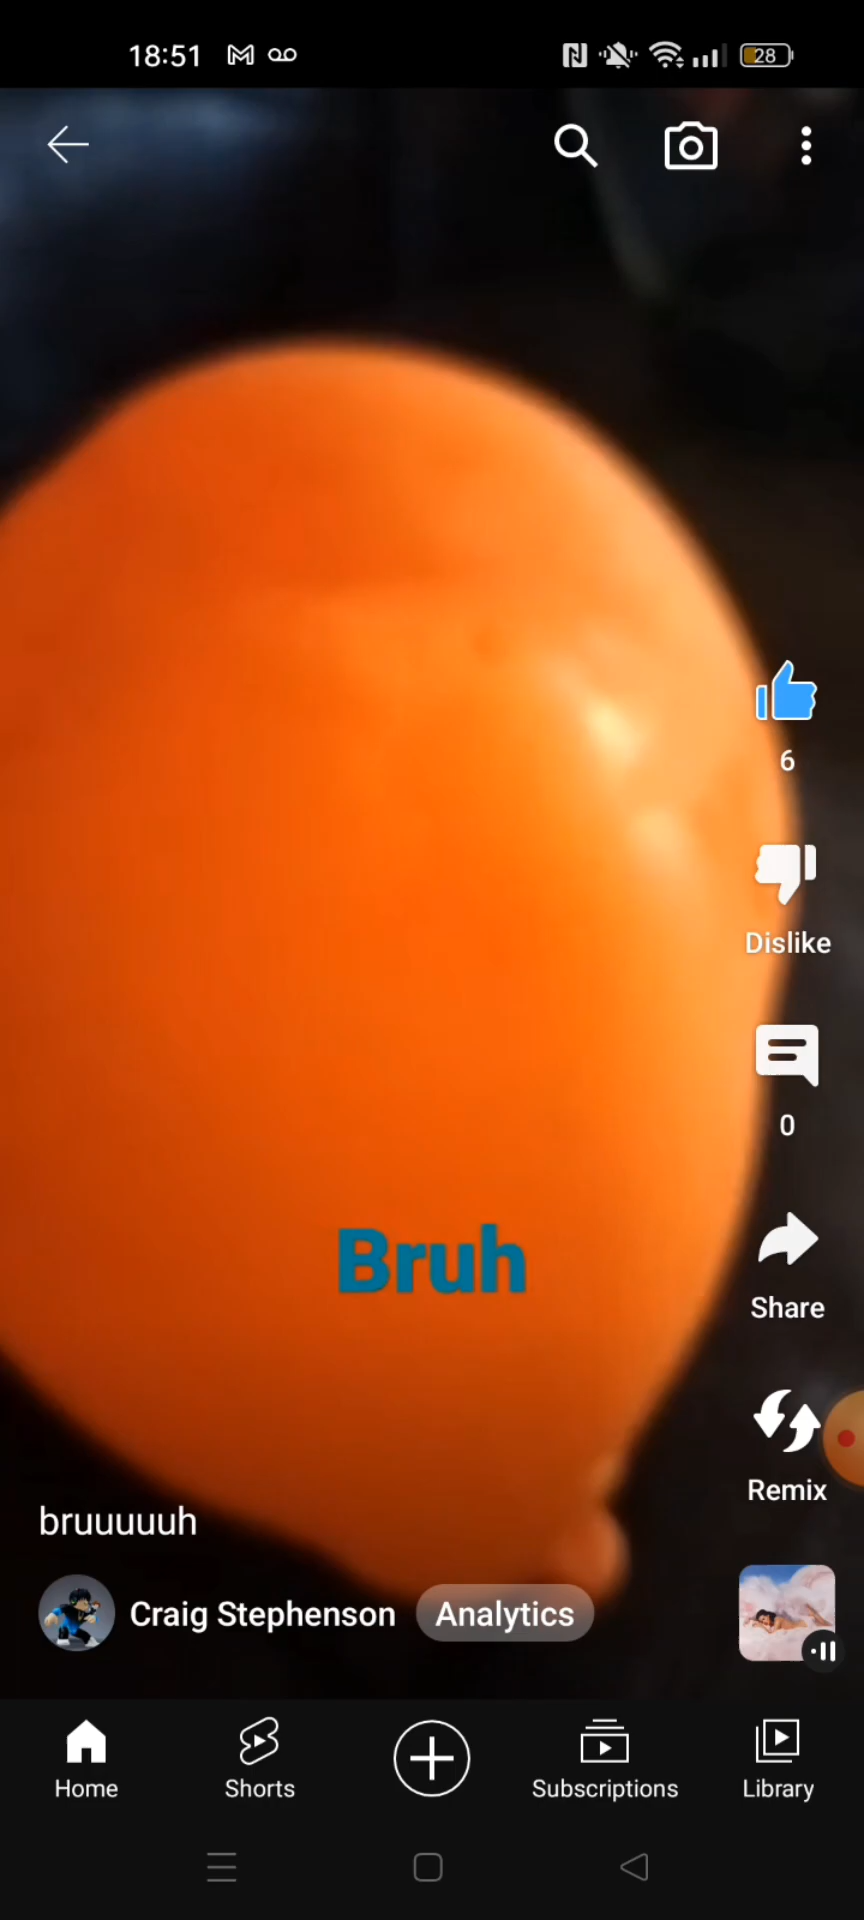 18:51
28
6
Dislike
0
Bruh
Share
Remix
bruuuuuh
Craig Stephenson Analytics
Home Shorts Subscriptions Library